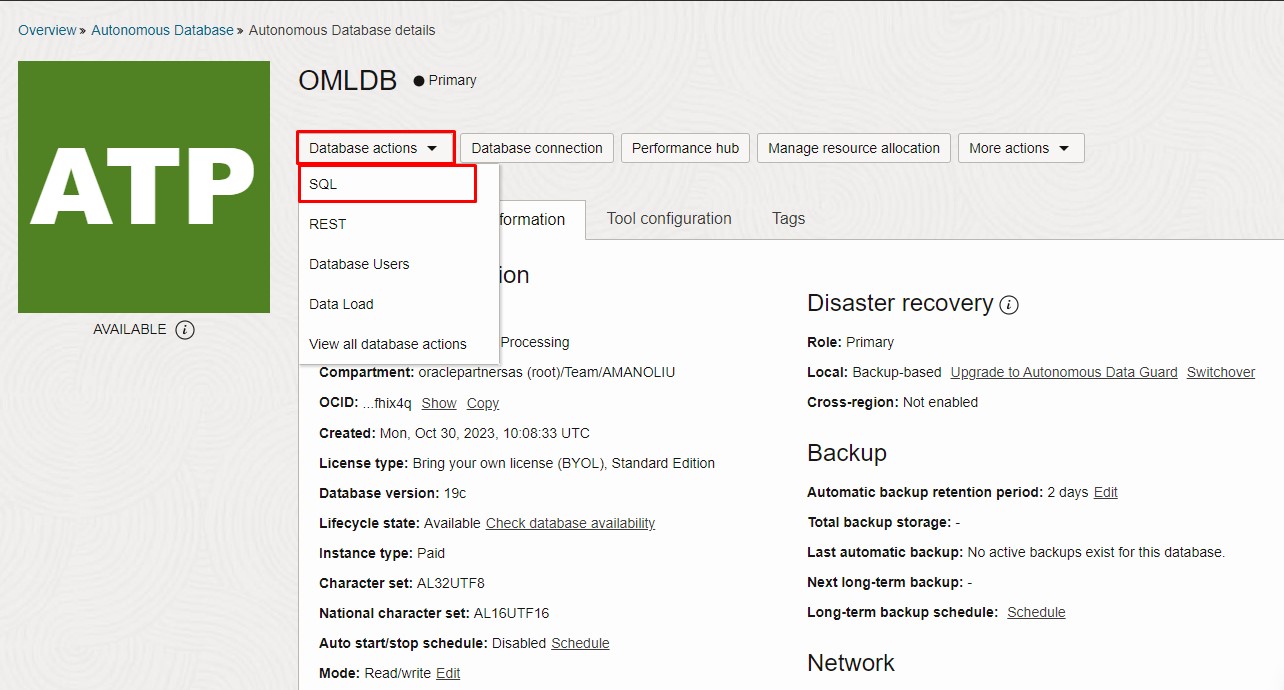 Overview » Autonomous Database » Autonomous Database details
ATP
AVAILABLE i
OMLDB Primary
Database actions Database connection Performance hub Manage resource allocation More actions
SQL
REST
Database Users
Data Load
View all database actions
formation Tool configuration Tags
ion
Processing
Compartment: oraclepartnersas (root)/Team/AMANOLIU
OCID: ...fhix4q Show Copy
Created: Mon, Oct 30, 2023, 10:08:33 UTC
License type: Bring your own license (BYOL), Standard Edition
Database version: 19c
Lifecycle state: Available Check database availability
Instance type: Paid
Character set: AL32UTF8
National character set: AL16UTF16
Auto start/stop schedule: Disabled Schedule
Mode: Read/write Edit
Disaster recovery i
Role: Primary
Local: Backup-based Upgrade to Autonomous Data Guard Switchover
Cross-region: Not enabled
Backup
Automatic backup retention period: 2 days Edit
Total backup storage: -
Last automatic backup: No active backups exist for this database.
Next long-term backup: -
Long-term backup schedule: Schedule
Network